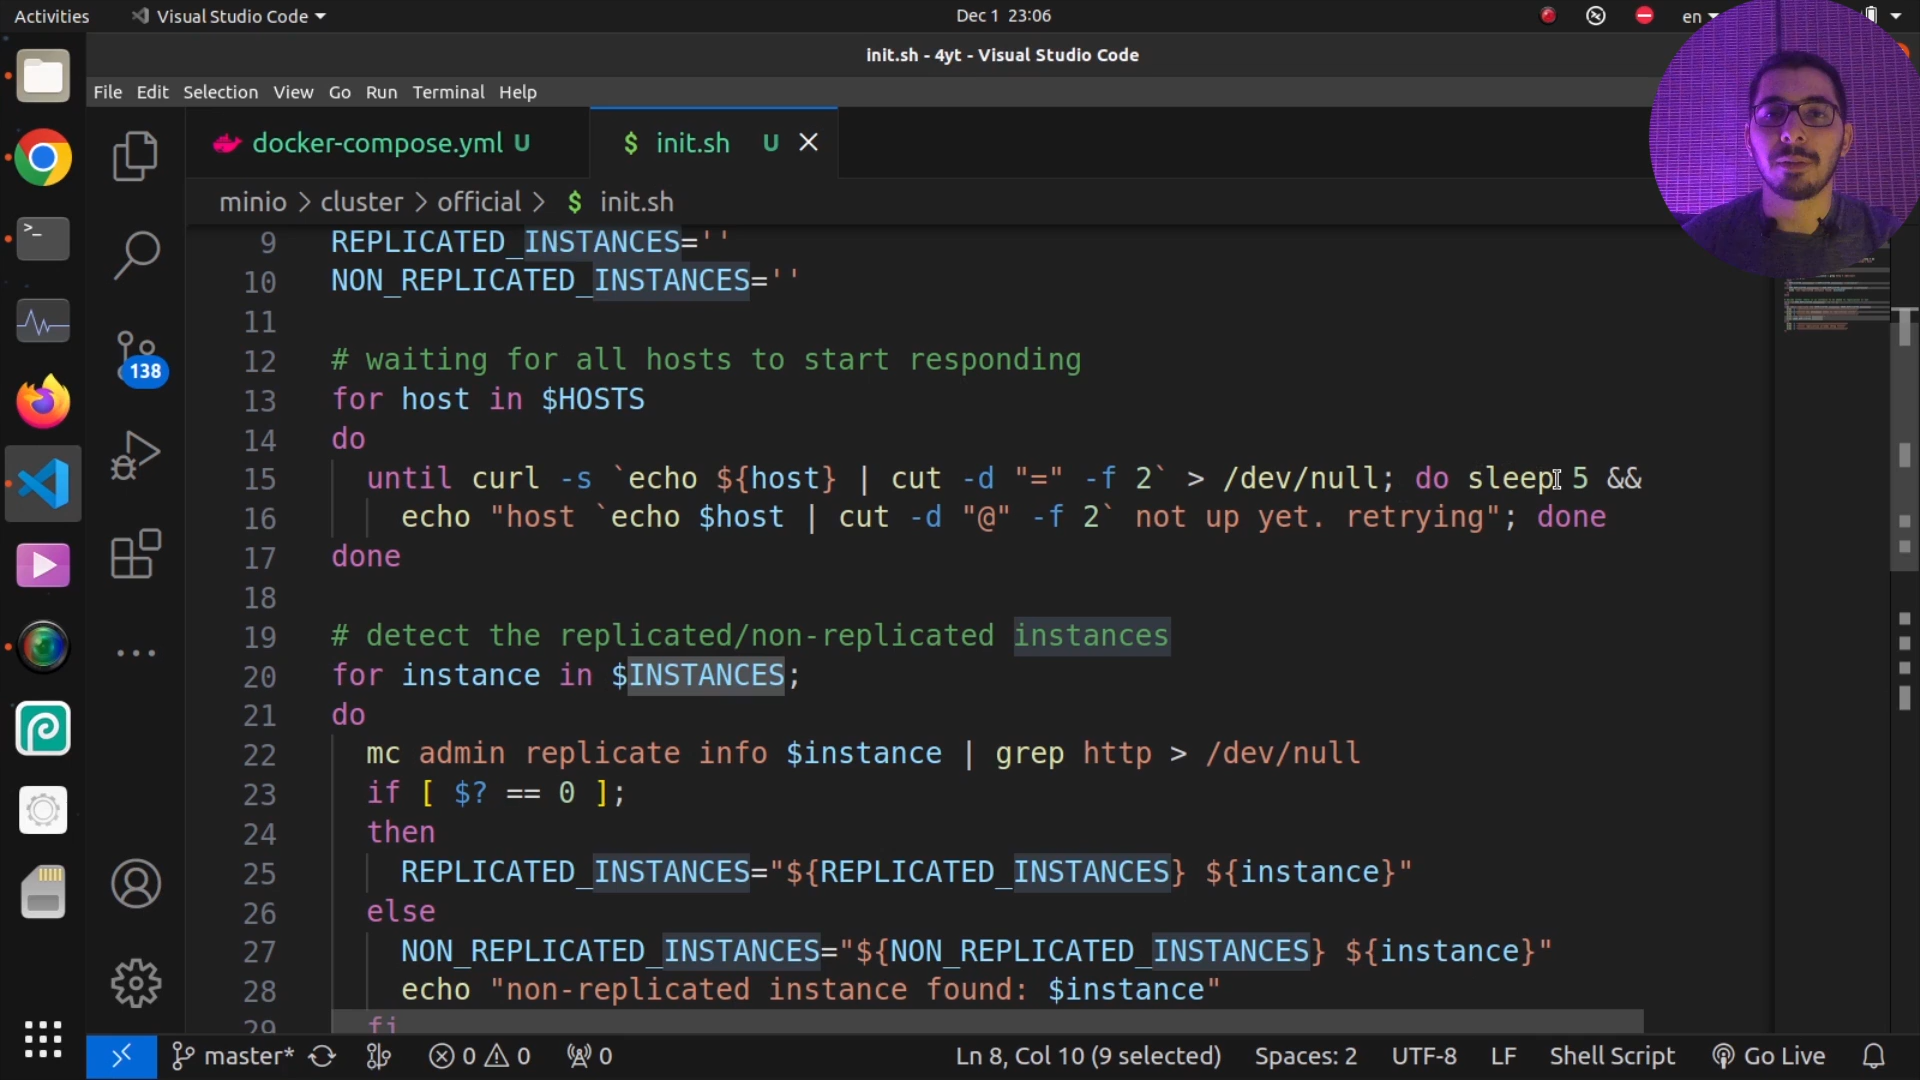 Activities
Visual Studio Code
Dec 1 23:06
en
init.sh - 4yt - Visual Studio Code
File Edit Selection View Go Run Terminal Help
docker-compose.yml U
$ init.sh U
minio > cluster > official > $ init.sh
9 REPLICATED_INSTANCES=''
10 NON_REPLICATED_INSTANCES=''
11
12 # waiting for all hosts to start responding
13 for host in $HOSTS
14 do
15 until curl -s `echo ${host} | cut -d "=" -f 2` > /dev/null; do sleep 5 &&
16 echo "host `echo $host | cut -d "@" -f 2` not up yet. retrying"; done
17 done
18
19 # detect the replicated/non-replicated instances
20 for instance in $INSTANCES;
21 do
22 mc admin replicate info $instance | grep http > /dev/null
23 if [ $? == 0 ];
24 then
25 REPLICATED_INSTANCES="${REPLICATED_INSTANCES} ${instance}"
26 else
27 NON_REPLICATED_INSTANCES="${NON_REPLICATED_INSTANCES} ${instance}"
28 echo "non-replicated instance found: $instance"
29 fi
138
master* 0 0 0 Ln 8, Col 10 (9 selected) Spaces: 2 UTF-8 LF Shell Script Go Live